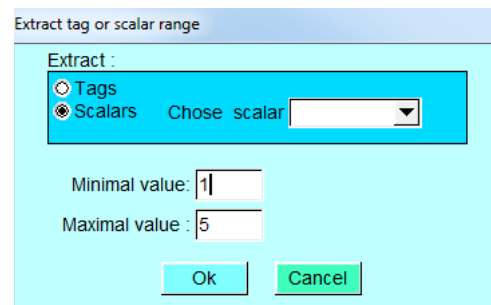 Extract tag or scalar range
Extract :
Tags
Scalars Chose scalar
Minimal value: 1
Maximal value : 5
Ok Cancel